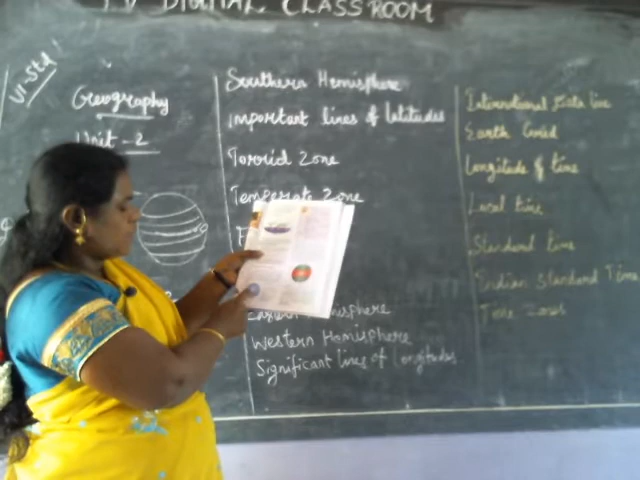 TV DIGITAL CLASSROOM
VI-Std
Geography
Unit-2
Southern Hemisphere
Important lines of latitudes
Torrid Zone
Temperate Zone
Eastern Hemisphere
Western Hemisphere
Significant lines of Longitudes
International Date line
Earth Grid
Longitude & time
Local time
Standard time
Indian Standard Time
Time Zones